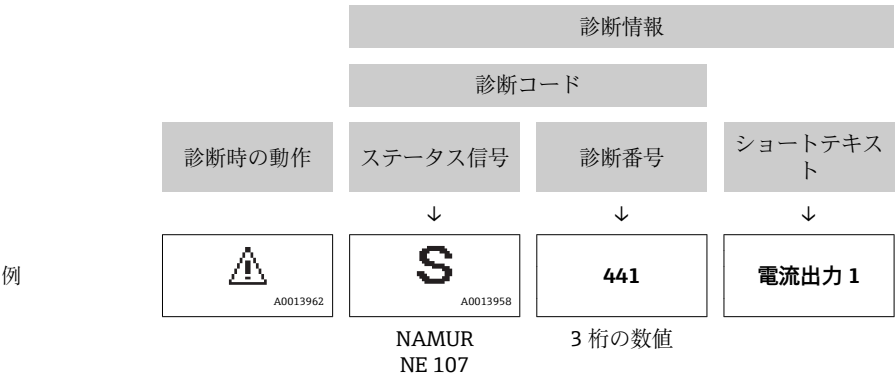 診断情報
診断コード
診断時の動作 ステータス信号 診断番号 ショートテキス
ト
↓ ↓ ↓
例 ⚠ S 441 電流出力 1
A0013962 A0013958
NAMUR 3 桁の数値
NE 107